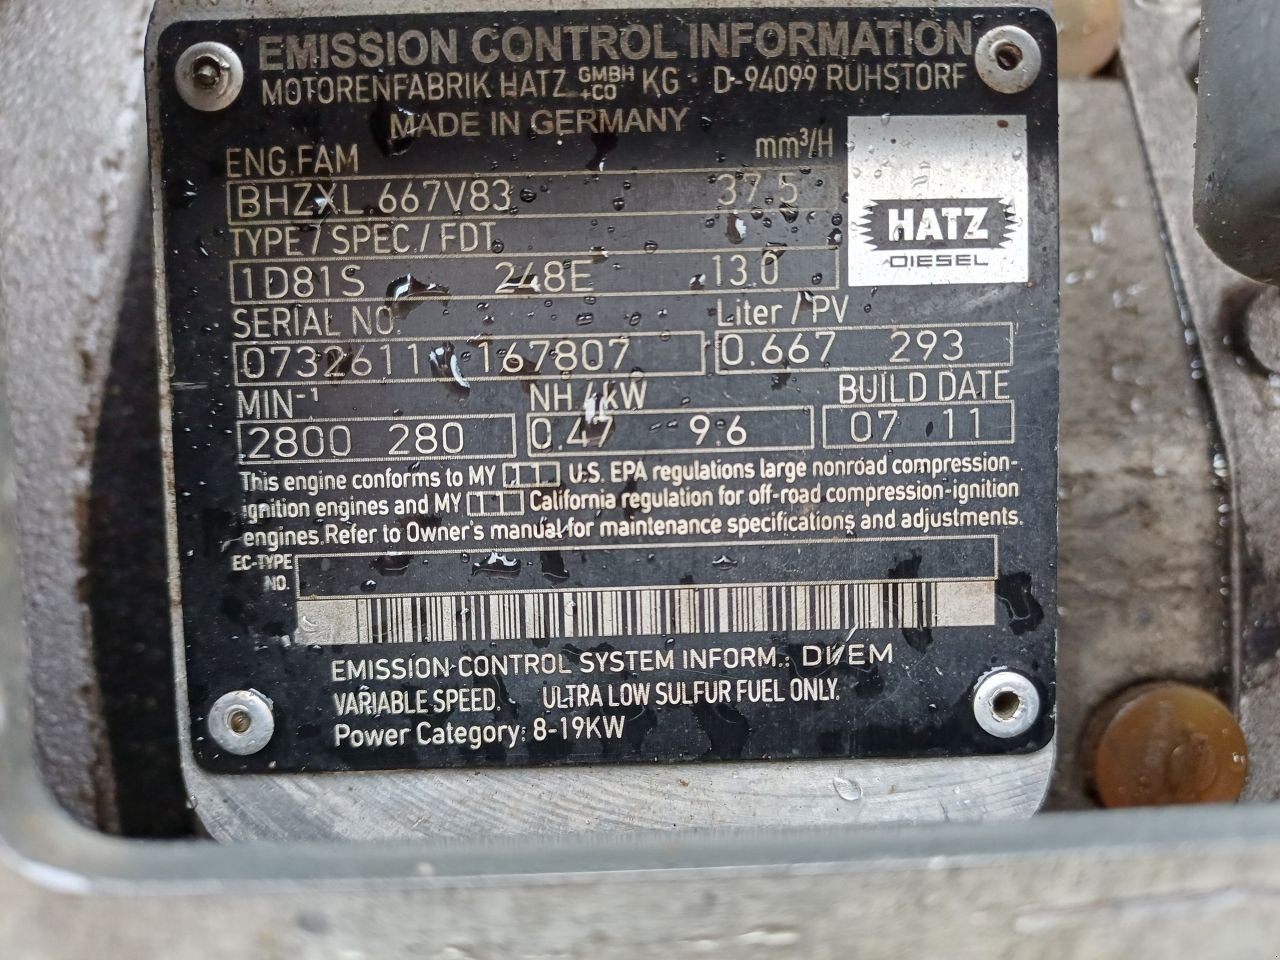 EMISSION CONTROL INFORMATION
MOTORENFABRIK HATZ GMBH +CO KG · D-94099 RUHSTORF
MADE IN GERMANY
ENG.FAM mm³/H
BHZXL.667V83 37.5
TYPE / SPEC. / FDT
1D81S 248E 13.0
HATZ
DIESEL
SERIAL NO. Liter / PV
07326111 167807 0.667 293
MIN⁻¹ NH / kW BUILD DATE
2800 280 0.47 9.6 07 11
This engine conforms to MY 11 U.S. EPA regulations large nonroad compression-
ignition engines and MY 11 California regulation for off-road compression-ignition
engines.Refer to Owner's manual for maintenance specifications and adjustments.
EC-TYPE
NO.
EMISSION-CONTROL SYSTEM INFORM.: DI/EM
VARIABLE SPEED. ULTRA LOW SULFUR FUEL ONLY.
Power Category: 8-19KW